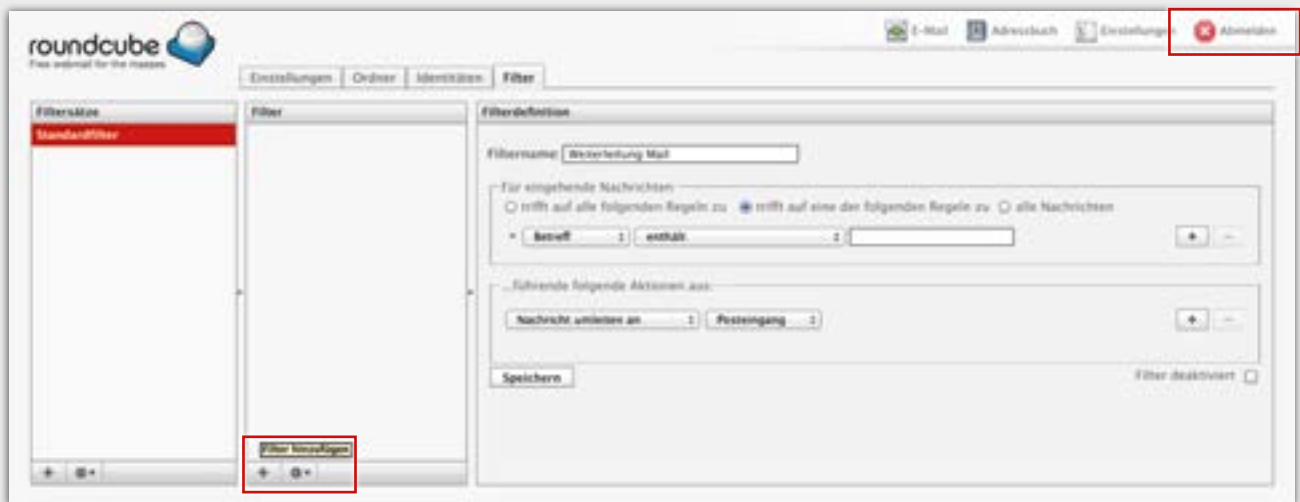 roundcube
Free webmail for the masses
E-Mail Adressbuch Einstellungen Abmelden
Einstellungen Ordner Identitäten Filter
Filtersätze Filter Filterdefinition
Standardfilter
Filtername: Weiterleitung Mail
Für eingehende Nachrichten
trifft auf alle folgenden Regeln zu trifft auf eine der folgenden Regeln zu alle Nachrichten
* Betreff enthält + -
...führende folgende Aktionen aus:
Nachricht umleiten an Posteingang + -
Speichern Filter deaktiviert
Filter hinzufügen
+ +